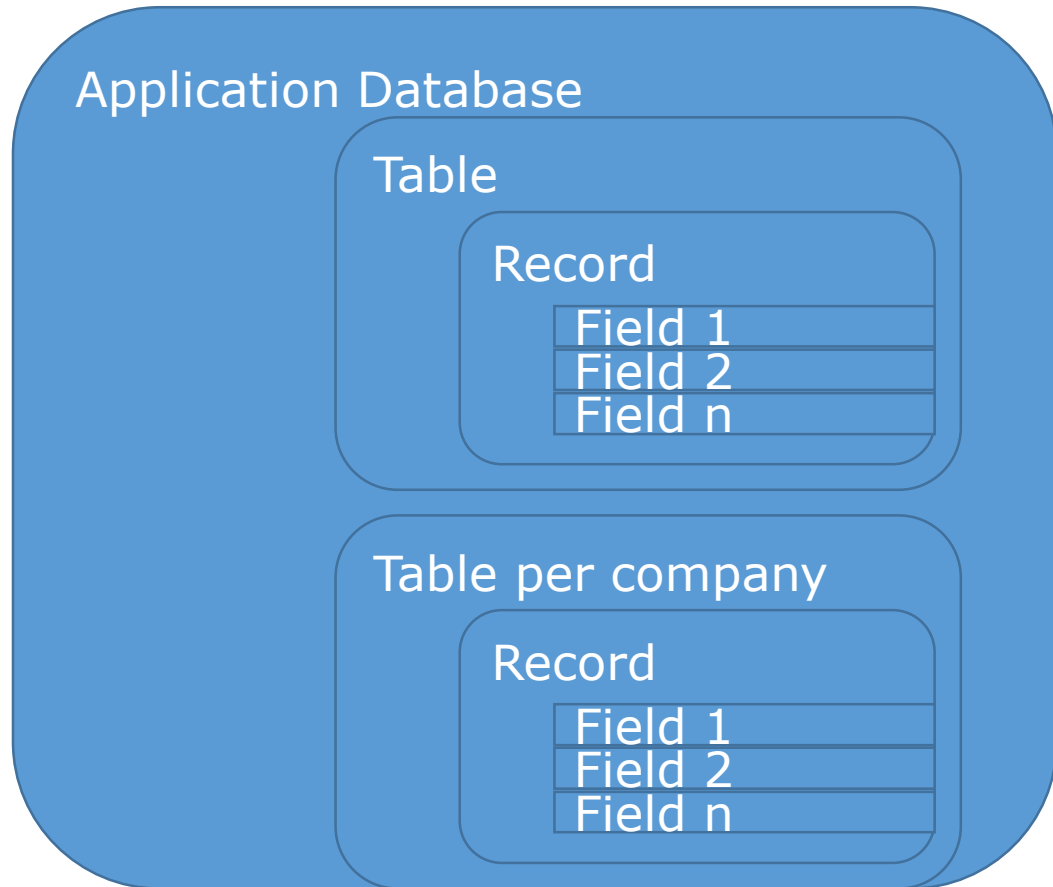 Application Database
Table
Record
Field 1
Field 2
Field n
Table per company
Record
Field 1
Field 2
Field n